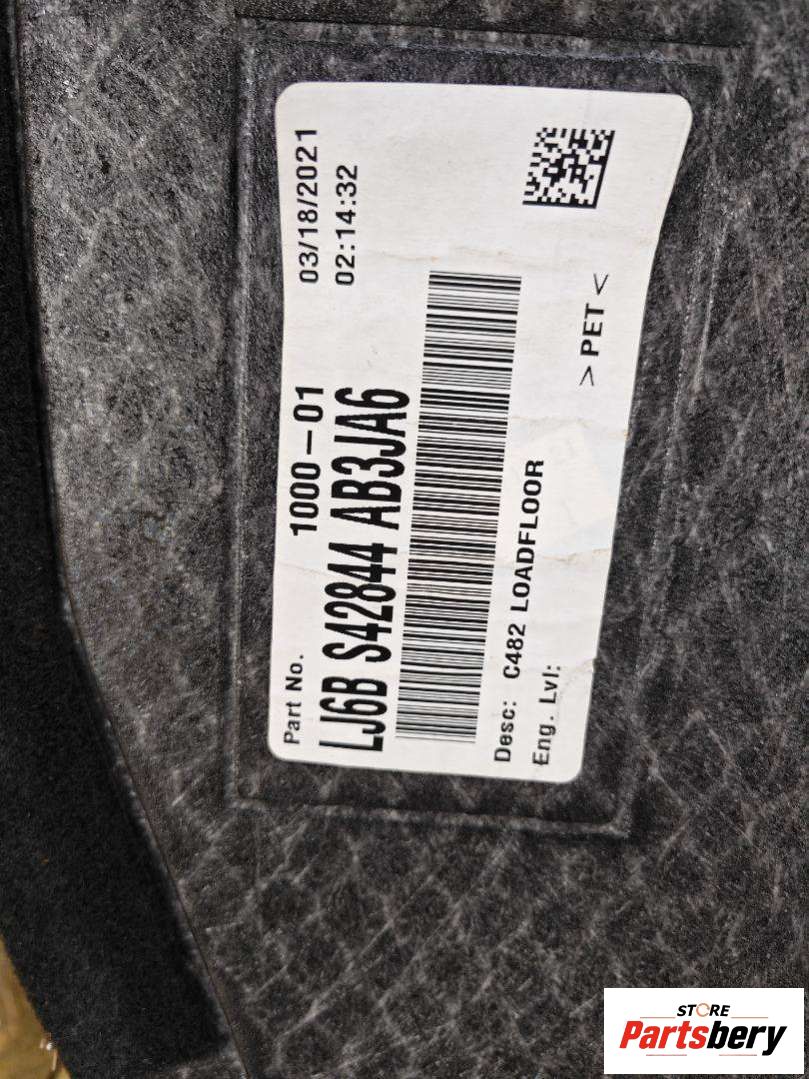 Part No. 1000-01 03/18/2021
LJ6B S42844 AB3JA6 02:14:32
Desc: C482 LOADFLOOR
Eng. Lvl:
> PET <
STORE
Partsbery